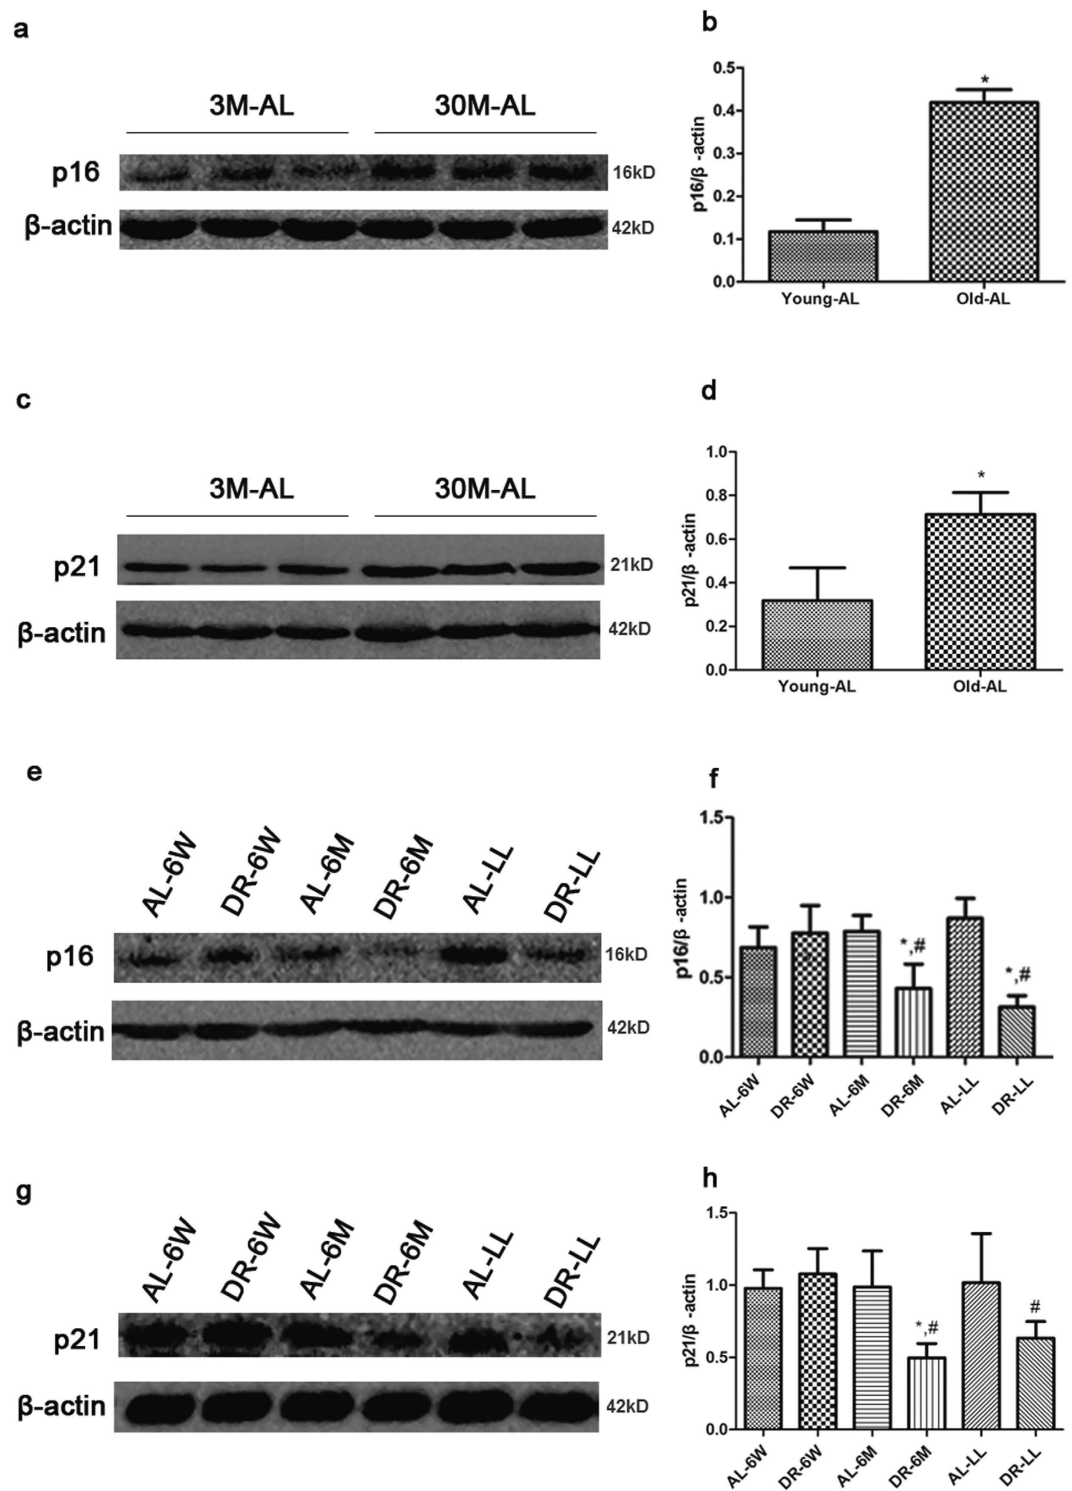 a
3M-AL 30M-AL
p16 16kD
β-actin 42kD
b
p16/β -actin
0.5
0.4
0.3
0.2
0.1
0.0
*
Young-AL Old-AL
c
3M-AL 30M-AL
p21 21kD
β-actin 42kD
d
p21/β -actin
1.0
0.8
0.6
0.4
0.2
0.0
*
Young-AL Old-AL
e
AL-6W DR-6W AL-6M DR-6M AL-LL DR-LL
p16 16kD
β-actin 42kD
f
p16/β -actin
1.5
1.0
0.5
0.0
*,#
*,#
AL-6W DR-6W AL-6M DR-6M AL-LL DR-LL
g
AL-6W DR-6W AL-6M DR-6M AL-LL DR-LL
p21 21kD
β-actin 42kD
h
p21/β -actin
1.5
1.0
0.5
0.0
*,#
#
AL-6W DR-6W AL-6M DR-6M AL-LL DR-LL